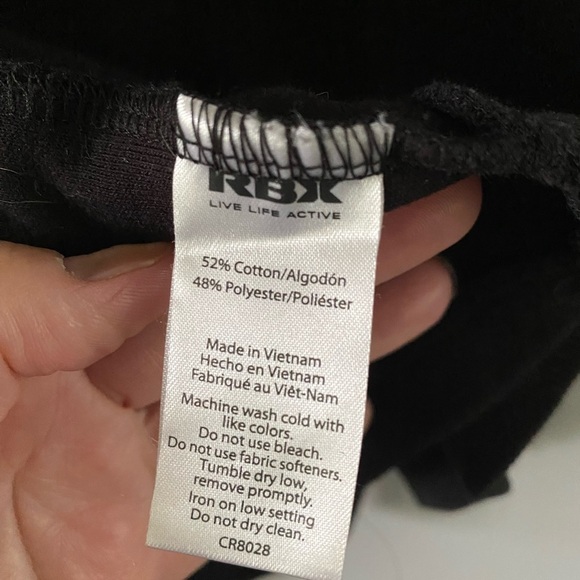 RBX
LIVE LIFE ACTIVE
52% Cotton/Algodón
48% Polyester/Poliéster
Made in Vietnam
Hecho en Vietnam
Fabriqué au Viêt-Nam
Machine wash cold with
like colors.
Do not use bleach.
Do not use fabric softeners.
Tumble dry low,
remove promptly.
Iron on low setting
Do not dry clean.
CR8028